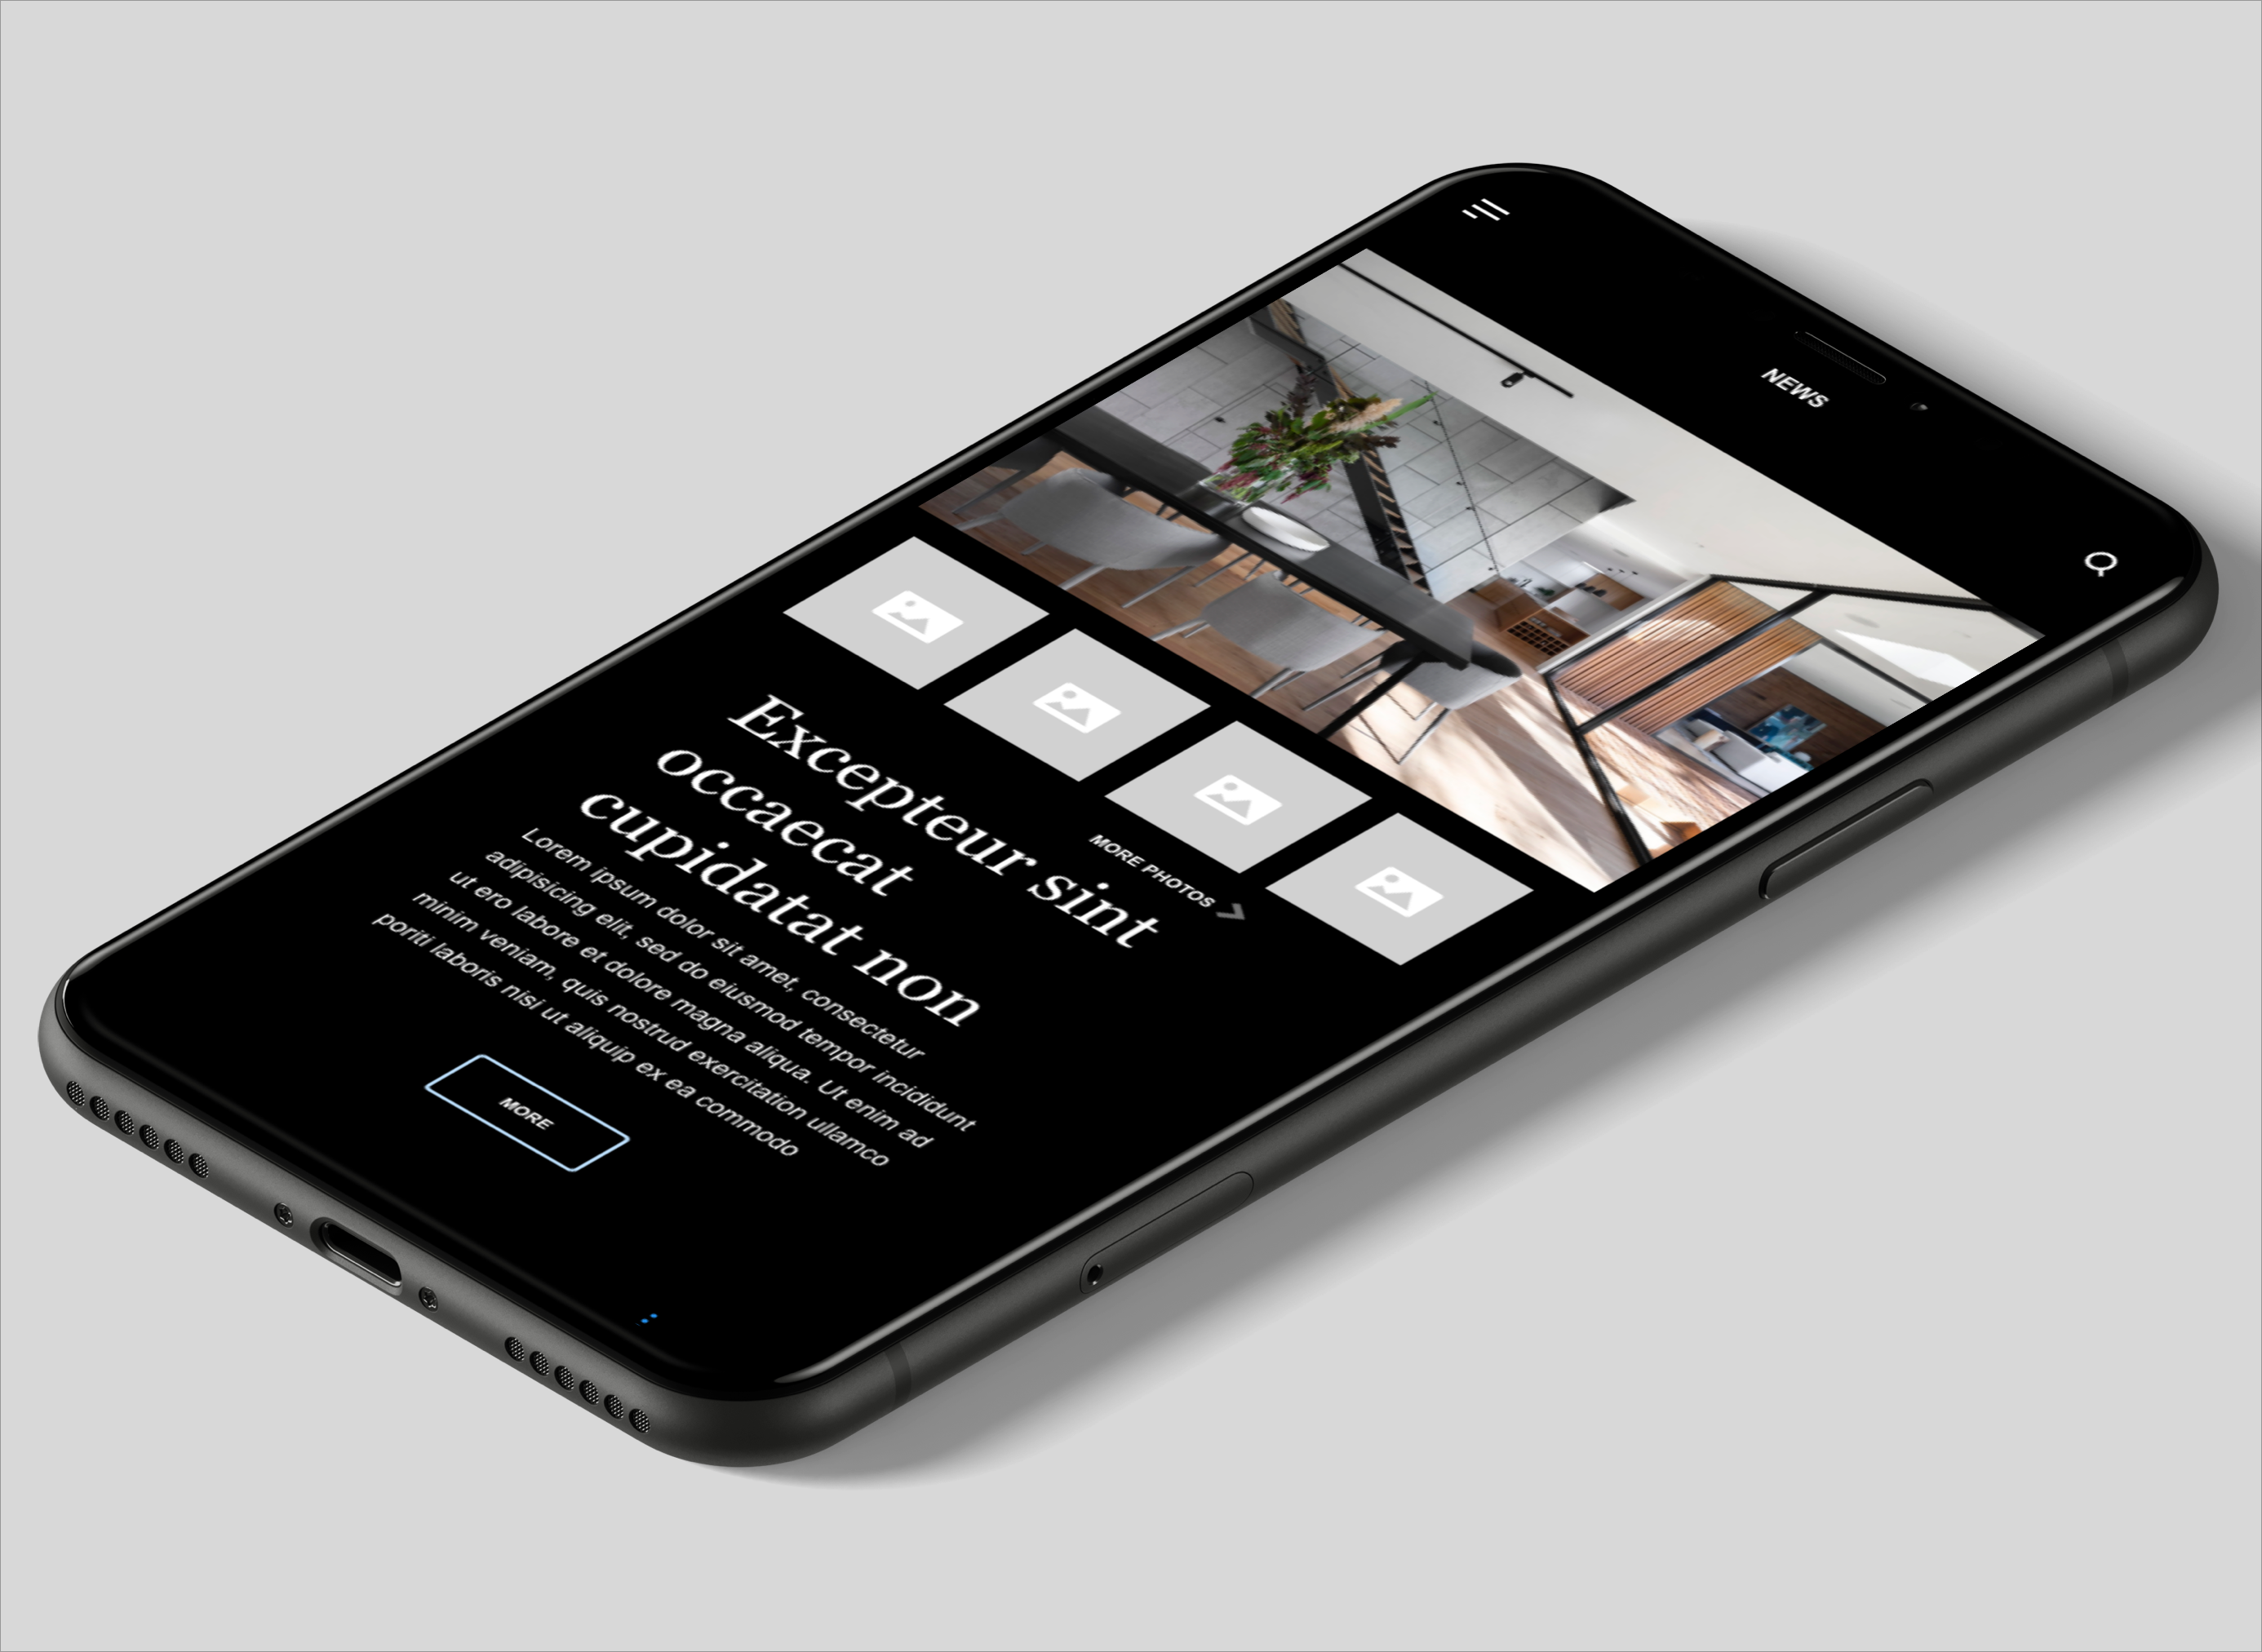 NEWS
MORE PHOTOS
Excepteur sint
occaecat
cupidatat non
Lorem ipsum dolor sit amet, consectetur
adipisicing elit, sed do eiusmod tempor incididunt
ut ero labore et dolore magna aliqua. Ut enim ad
minim veniam, quis nostrud exercitation ullamco
poriti laboris nisi ut aliquip ex ea commodo
MORE